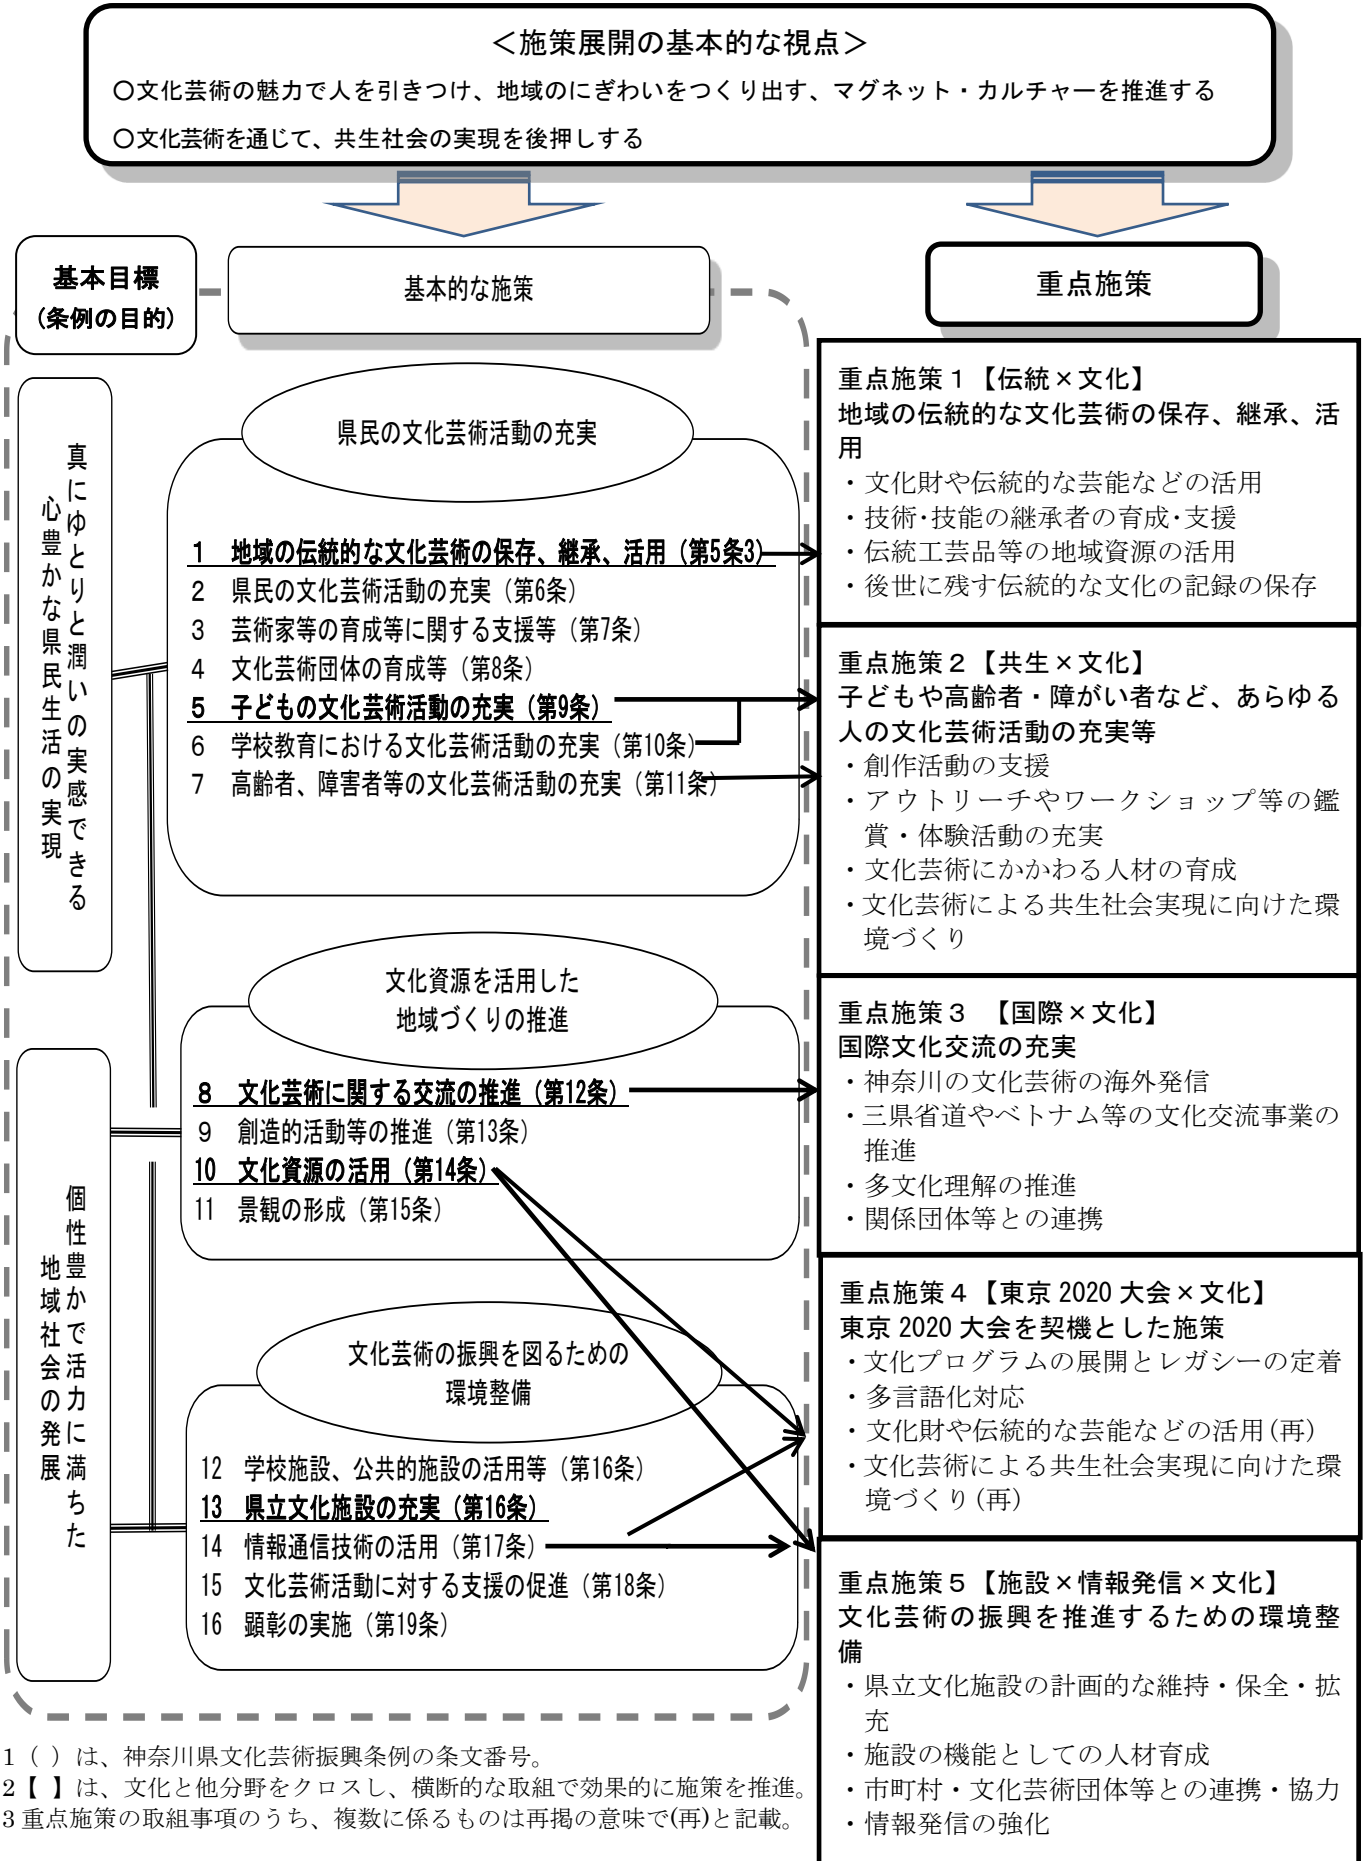 ＜施策展開の基本的な視点＞
○文化芸術の魅力で人を引きつけ、地域のにぎわいをつくり出す、マグネット・カルチャーを推進する
○文化芸術を通じて、共生社会の実現を後押しする
基本目標
(条例の目的)
基本的な施策
重点施策
真にゆとりと潤いの実感できる
心豊かな県民生活の実現
個性豊かで活力に満ちた
地域社会の発展
県民の文化芸術活動の充実
1 地域の伝統的な文化芸術の保存、継承、活用（第5条3）
2 県民の文化芸術活動の充実（第6条）
3 芸術家等の育成等に関する支援等（第7条）
4 文化芸術団体の育成等（第8条）
5 子どもの文化芸術活動の充実（第9条）
6 学校教育における文化芸術活動の充実（第10条）
7 高齢者、障害者等の文化芸術活動の充実（第11条）
文化資源を活用した
地域づくりの推進
8 文化芸術に関する交流の推進（第12条）
9 創造的活動等の推進（第13条）
10 文化資源の活用（第14条）
11 景観の形成（第15条）
文化芸術の振興を図るための
環境整備
12 学校施設、公共的施設の活用等（第16条）
13 県立文化施設の充実（第16条）
14 情報通信技術の活用（第17条）
15 文化芸術活動に対する支援の促進（第18条）
16 顕彰の実施（第19条）
重点施策１【伝統×文化】
地域の伝統的な文化芸術の保存、継承、活
用
・文化財や伝統的な芸能などの活用
・技術･技能の継承者の育成･支援
・伝統工芸品等の地域資源の活用
・後世に残す伝統的な文化の記録の保存
重点施策２【共生×文化】
子どもや高齢者・障がい者など、あらゆる
人の文化芸術活動の充実等
・創作活動の支援
・アウトリーチやワークショップ等の鑑
賞・体験活動の充実
・文化芸術にかかわる人材の育成
・文化芸術による共生社会実現に向けた環
境づくり
重点施策３ 【国際×文化】
国際文化交流の充実
・神奈川の文化芸術の海外発信
・三県省道やベトナム等の文化交流事業の
推進
・多文化理解の推進
・関係団体等との連携
重点施策４【東京 2020 大会×文化】
東京 2020 大会を契機とした施策
・文化プログラムの展開とレガシーの定着
・多言語化対応
・文化財や伝統的な芸能などの活用(再)
・文化芸術による共生社会実現に向けた環
境づくり(再)
重点施策５【施設×情報発信×文化】
文化芸術の振興を推進するための環境整
備
・県立文化施設の計画的な維持・保全・拡
充
・施設の機能としての人材育成
・市町村・文化芸術団体等との連携・協力
・情報発信の強化
1（ ）は、神奈川県文化芸術振興条例の条文番号。
2【 】は、文化と他分野をクロスし、横断的な取組で効果的に施策を推進。
3 重点施策の取組事項のうち、複数に係るものは再掲の意味で(再)と記載。